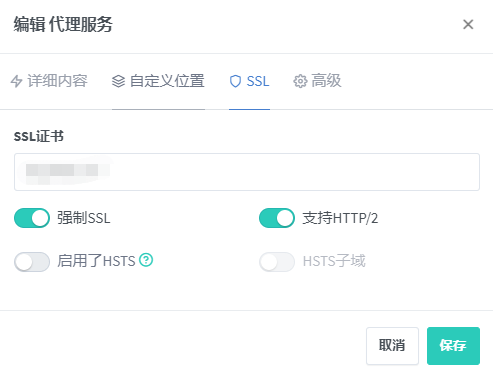 编辑 代理服务
详细内容 自定义位置 SSL 高级
SSL证书
强制SSL 支持HTTP/2
启用了HSTS HSTS子域
取消 保存